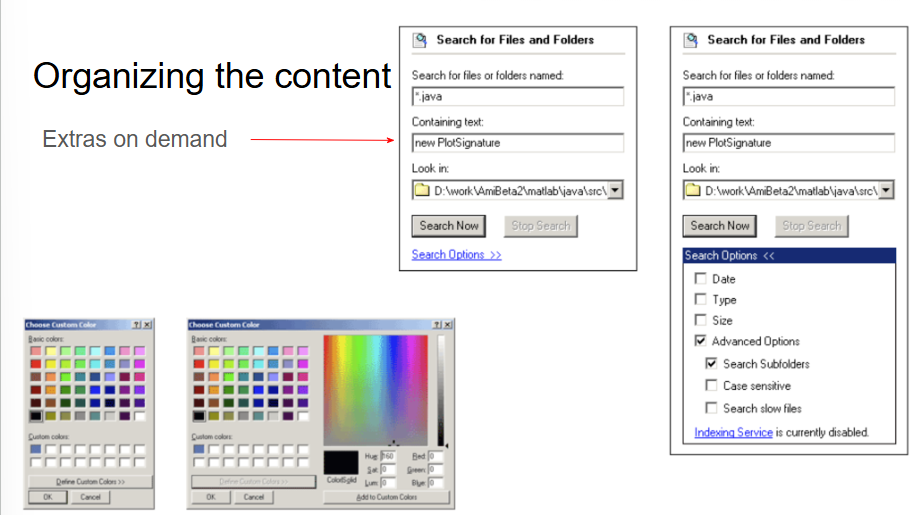 Organizing the content
Extras on demand
Search for Files and Folders
Search for files or folders named:
*.java
Containing text:
new PlotSignature
Look in:
D:\work\AmiBeta2\matlab\java\src\
Search Now
Stop Search
Search Options >>
Search for Files and Folders
Search for files or folders named:
*.java
Containing text:
new PlotSignature
Look in:
D:\work\AmiBeta2\matlab\java\src\
Search Now
Stop Search
Search Options <<
Date
Type
Size
Advanced Options
Search Subfolders
Case sensitive
Search slow files
Indexing Service is currently disabled.
Choose Custom Color
Basic colors:
Custom colors:
Define Custom Colors >>
OK Cancel
Choose Custom Color
Basic colors:
Custom colors:
Define Custom Colors >>
OK Cancel
Color|Solid
Hue: 160 Red: 0
Sat: 0 Green: 0
Lum: 0 Blue: 0
Add to Custom Colors